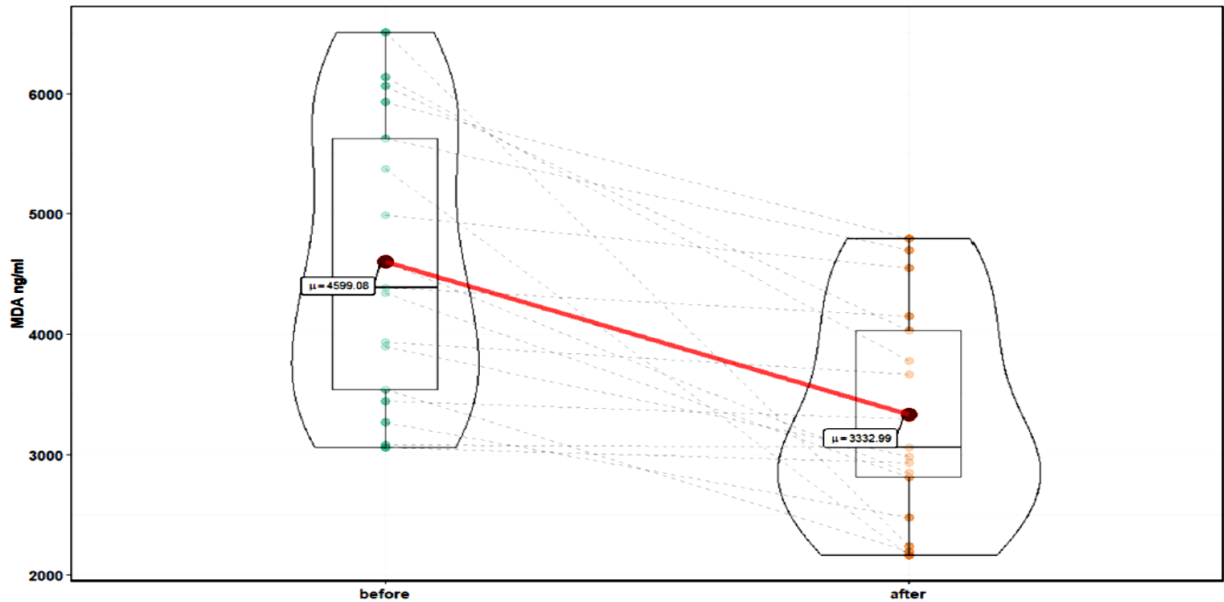 6000
5000
4000
3000
2000
MDA ng/ml
μ = 4599.08
μ = 3332.99
before
after